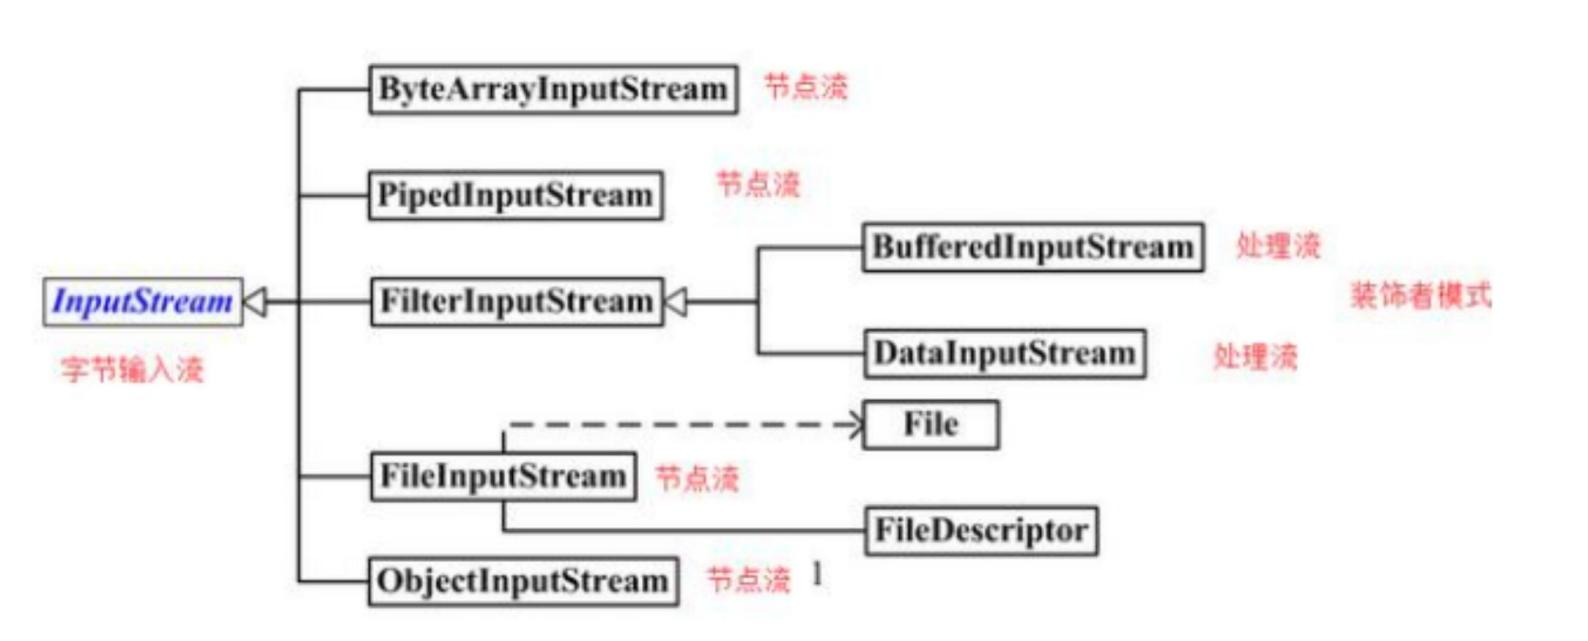 ByteArrayInputStream 节点流
PipedInputStream 节点流
BufferedInputStream 处理流
InputStream
FilterInputStream
装饰者模式
字节输入流
DataInputStream 处理流
File
FileInputStream 节点流
FileDescriptor
ObjectInputStream 节点流 1